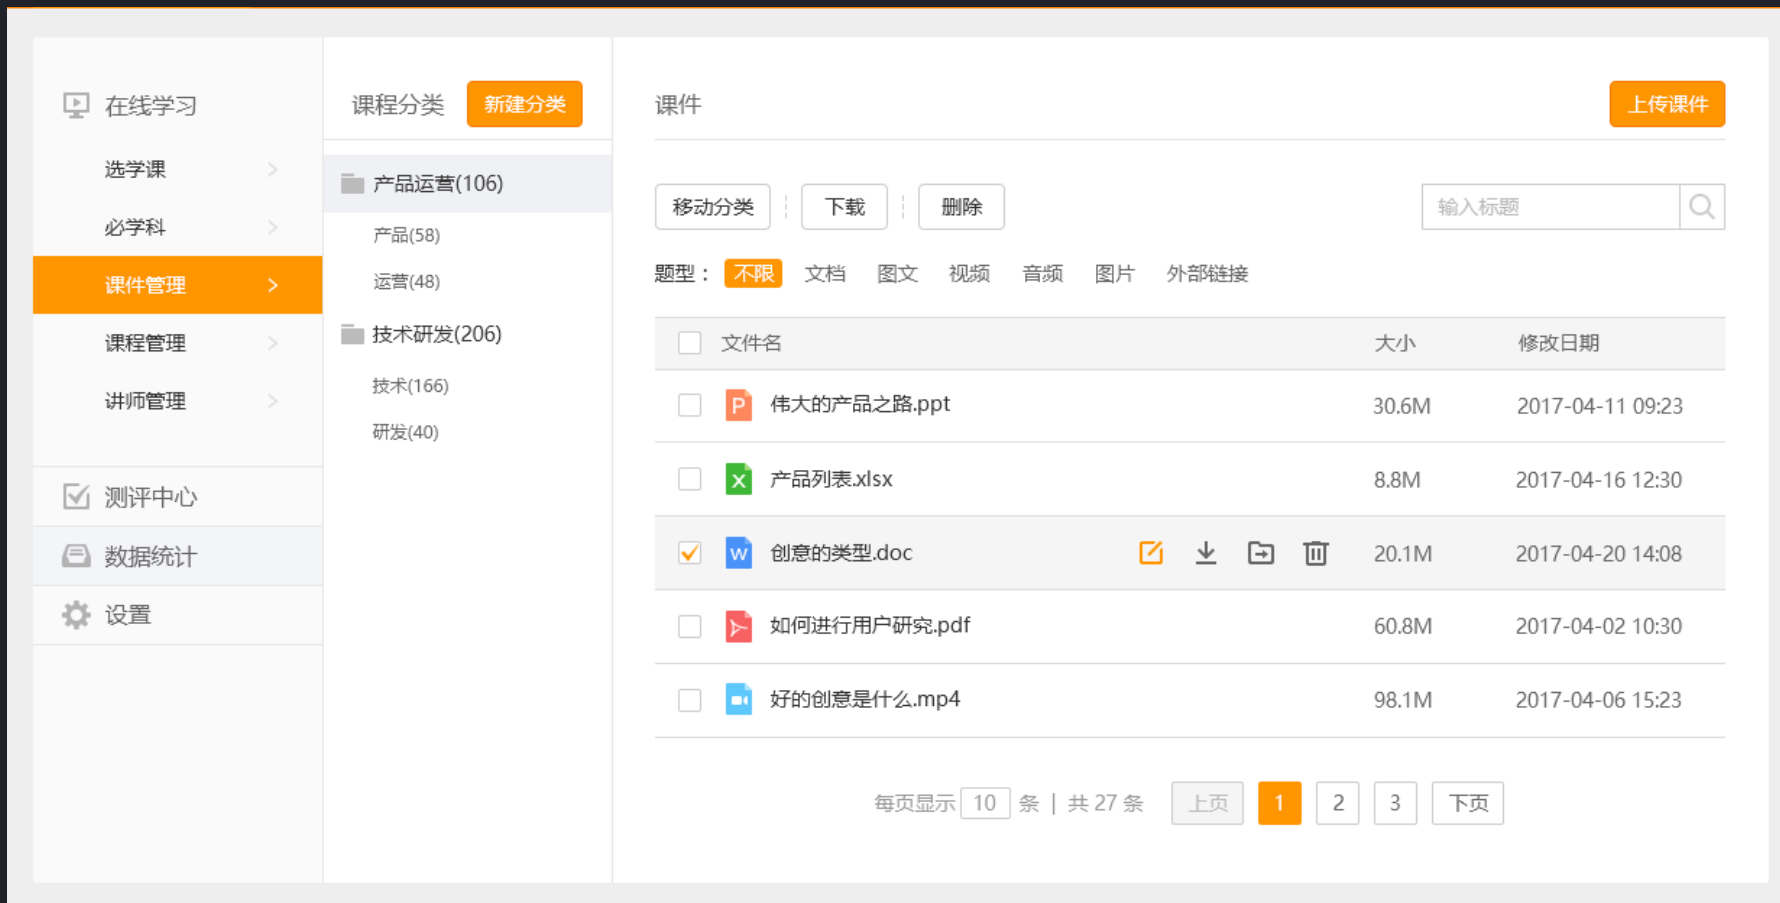 在线学习
选学课
必学科
课件管理
课程管理
讲师管理
测评中心
数据统计
设置
课程分类 新建分类
产品运营(106)
产品(58)
运营(48)
技术研发(206)
技术(166)
研发(40)
课件 上传课件
移动分类 下载 删除 输入标题
题型： 不限 文档 图文 视频 音频 图片 外部链接
文件名 大小 修改日期
P 伟大的产品之路.ppt 30.6M 2017-04-11 09:23
X 产品列表.xlsx 8.8M 2017-04-16 12:30
W 创意的类型.doc 20.1M 2017-04-20 14:08
如何进行用户研究.pdf 60.8M 2017-04-02 10:30
好的创意是什么.mp4 98.1M 2017-04-06 15:23
每页显示 10 条 | 共 27 条 上页 1 2 3 下页